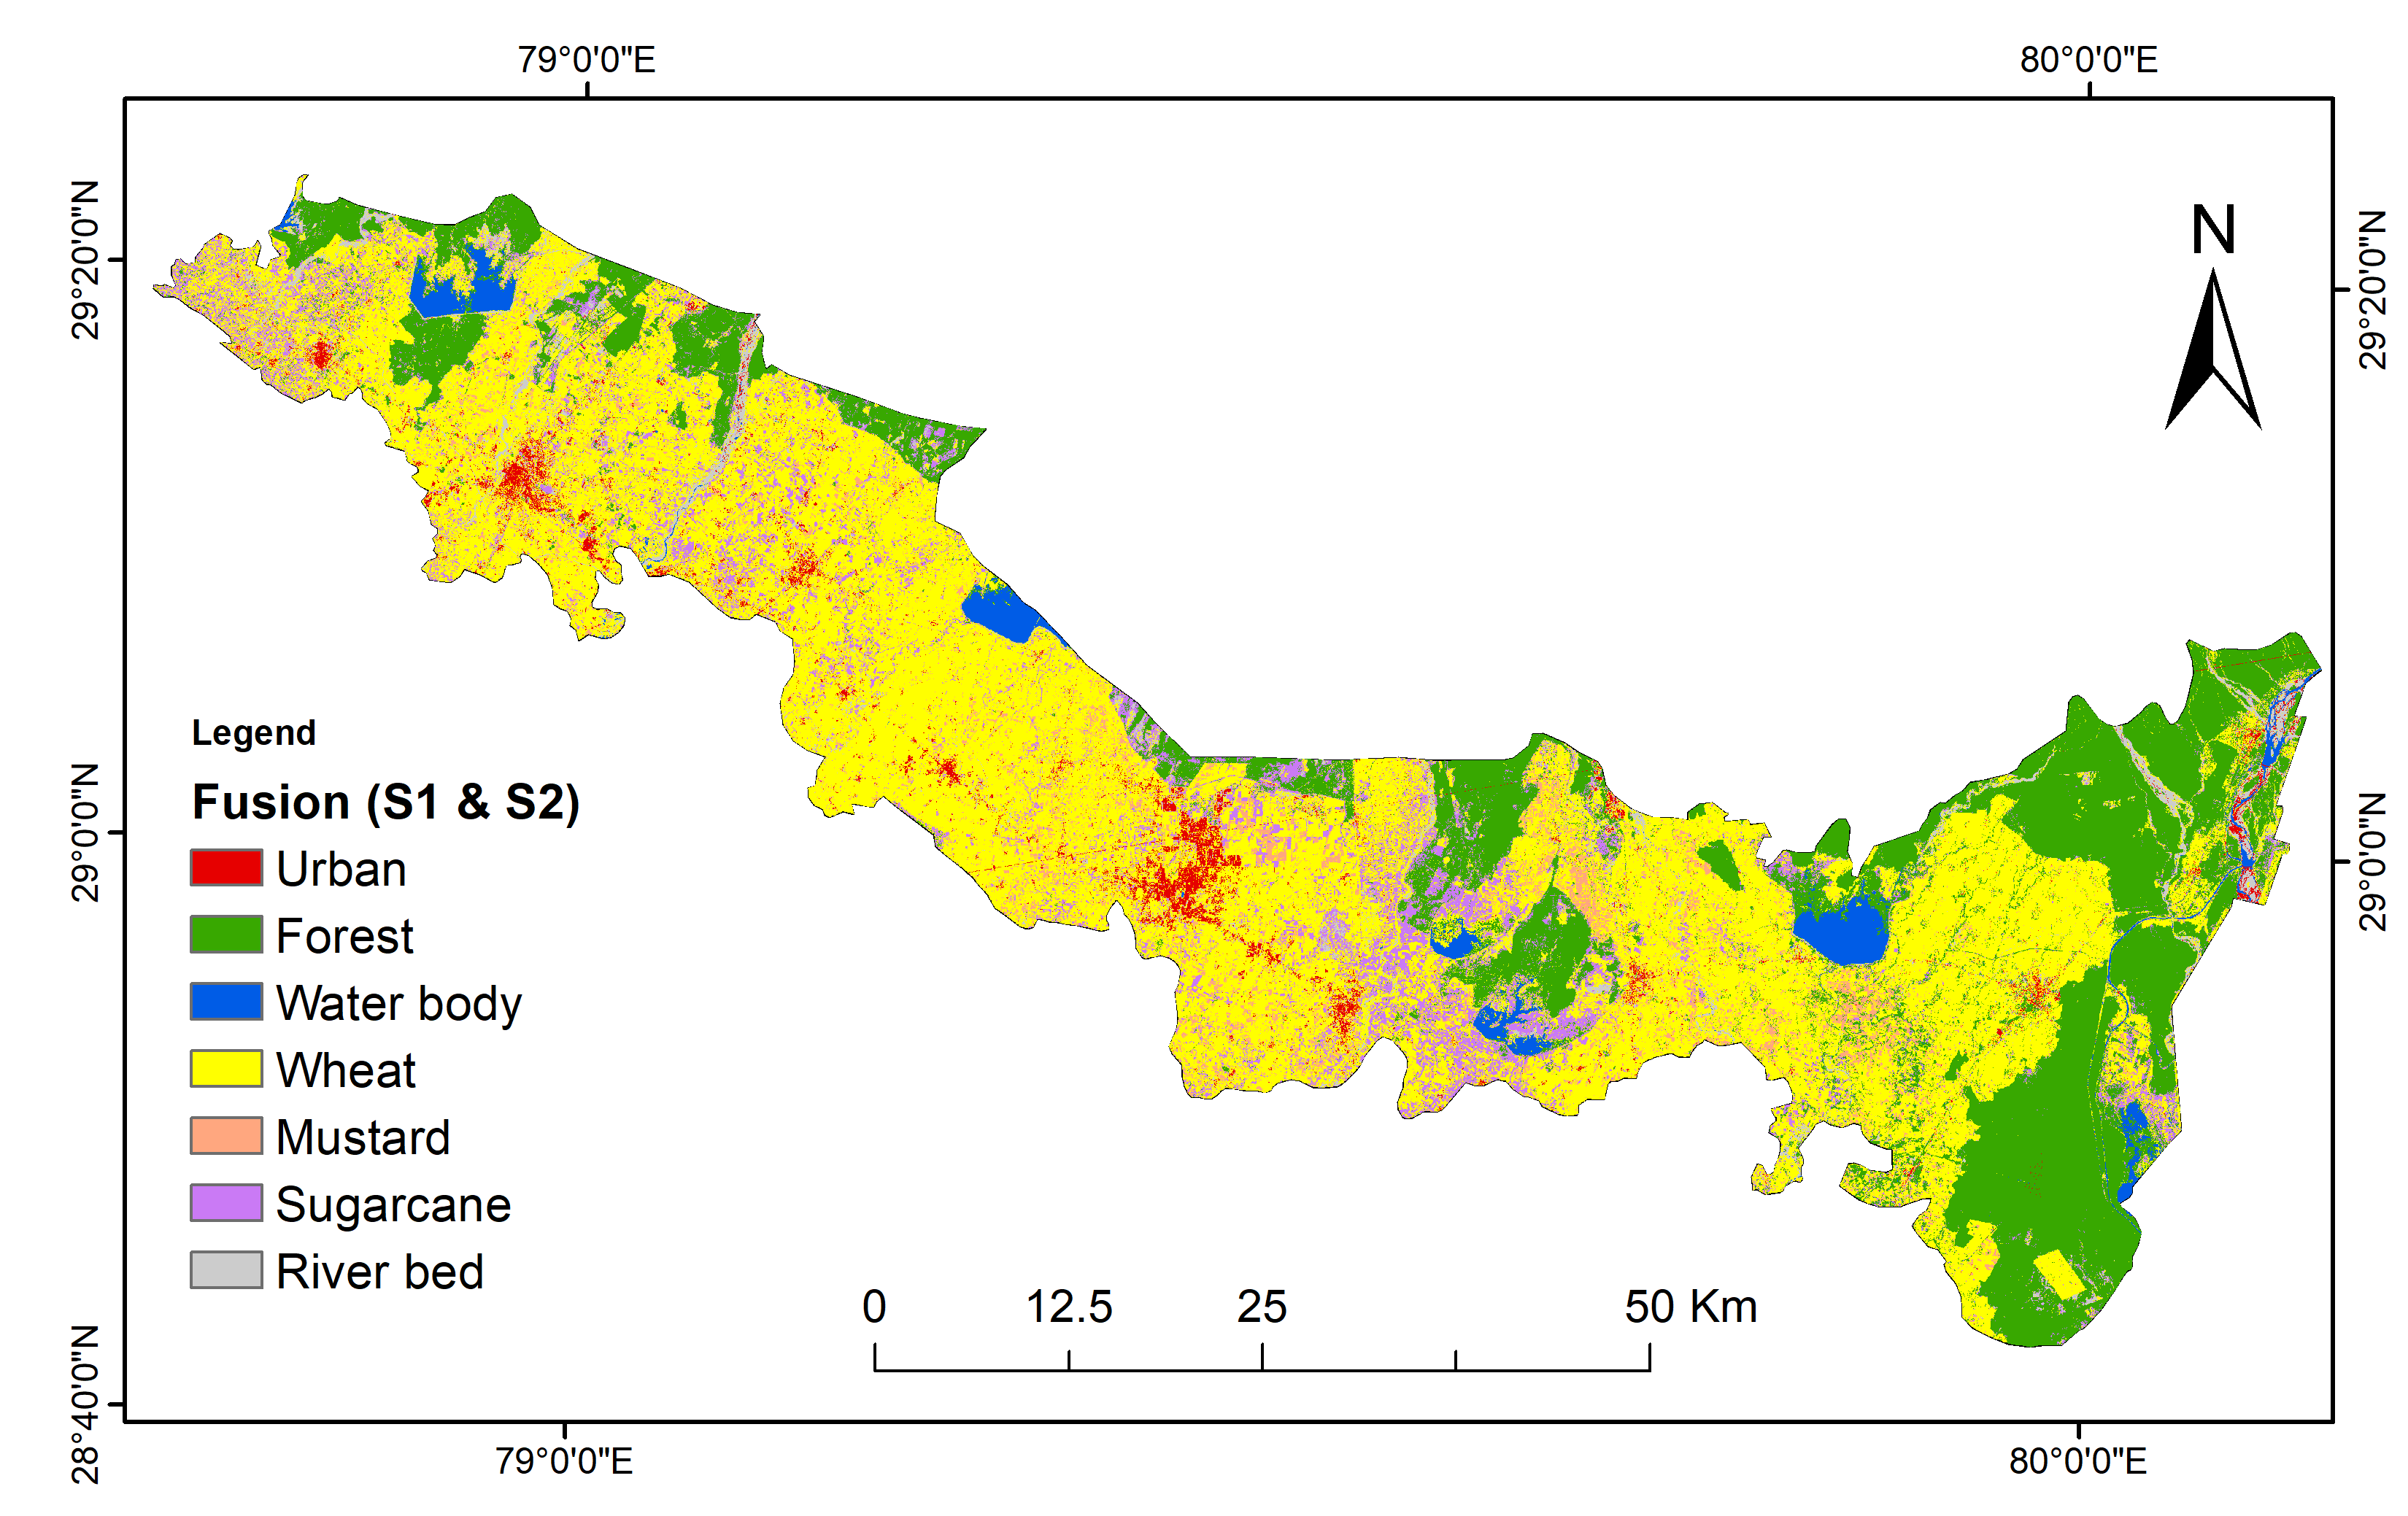 79°0'0"E
80°0'0"E
29°20'0"N
29°20'0"N
N
Legend
Fusion (S1 & S2)
Urban
Forest
Water body
Wheat
Mustard
Sugarcane
River bed
29°0'0"N
29°0'0"N
0 12.5 25 50 Km
28°40'0"N
79°0'0"E
80°0'0"E